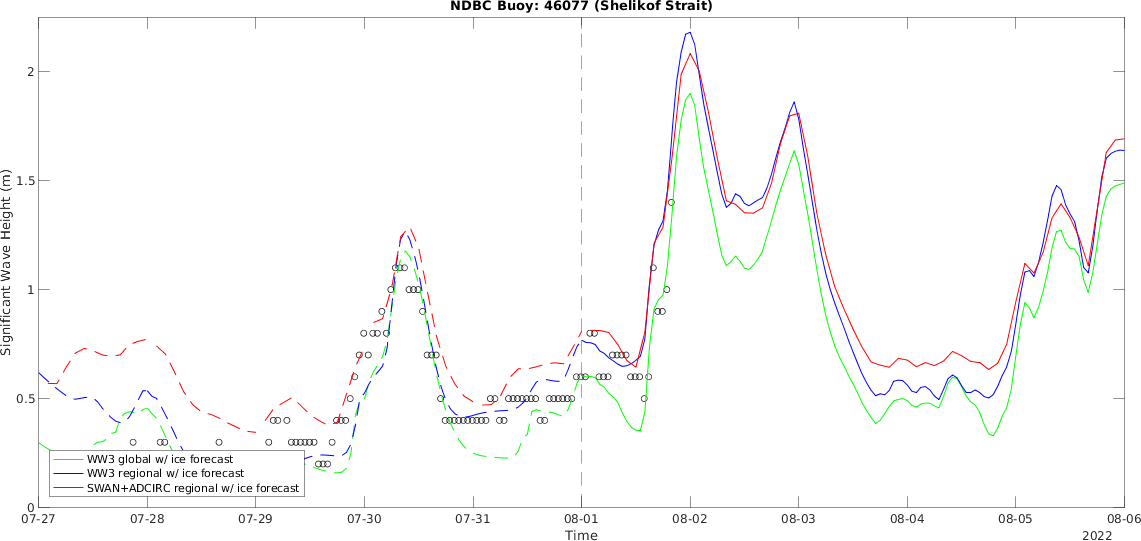 NDBC Buoy: 46077 (Shelikof Strait)
Significant Wave Height (m)
2
1.5
1
0.5
0
WW3 global w/ ice forecast
WW3 regional w/ ice forecast
SWAN+ADCIRC regional w/ ice forecast
07-27 07-28 07-29 07-30 07-31 08-01 08-02 08-03 08-04 08-05 08-06
Time
2022